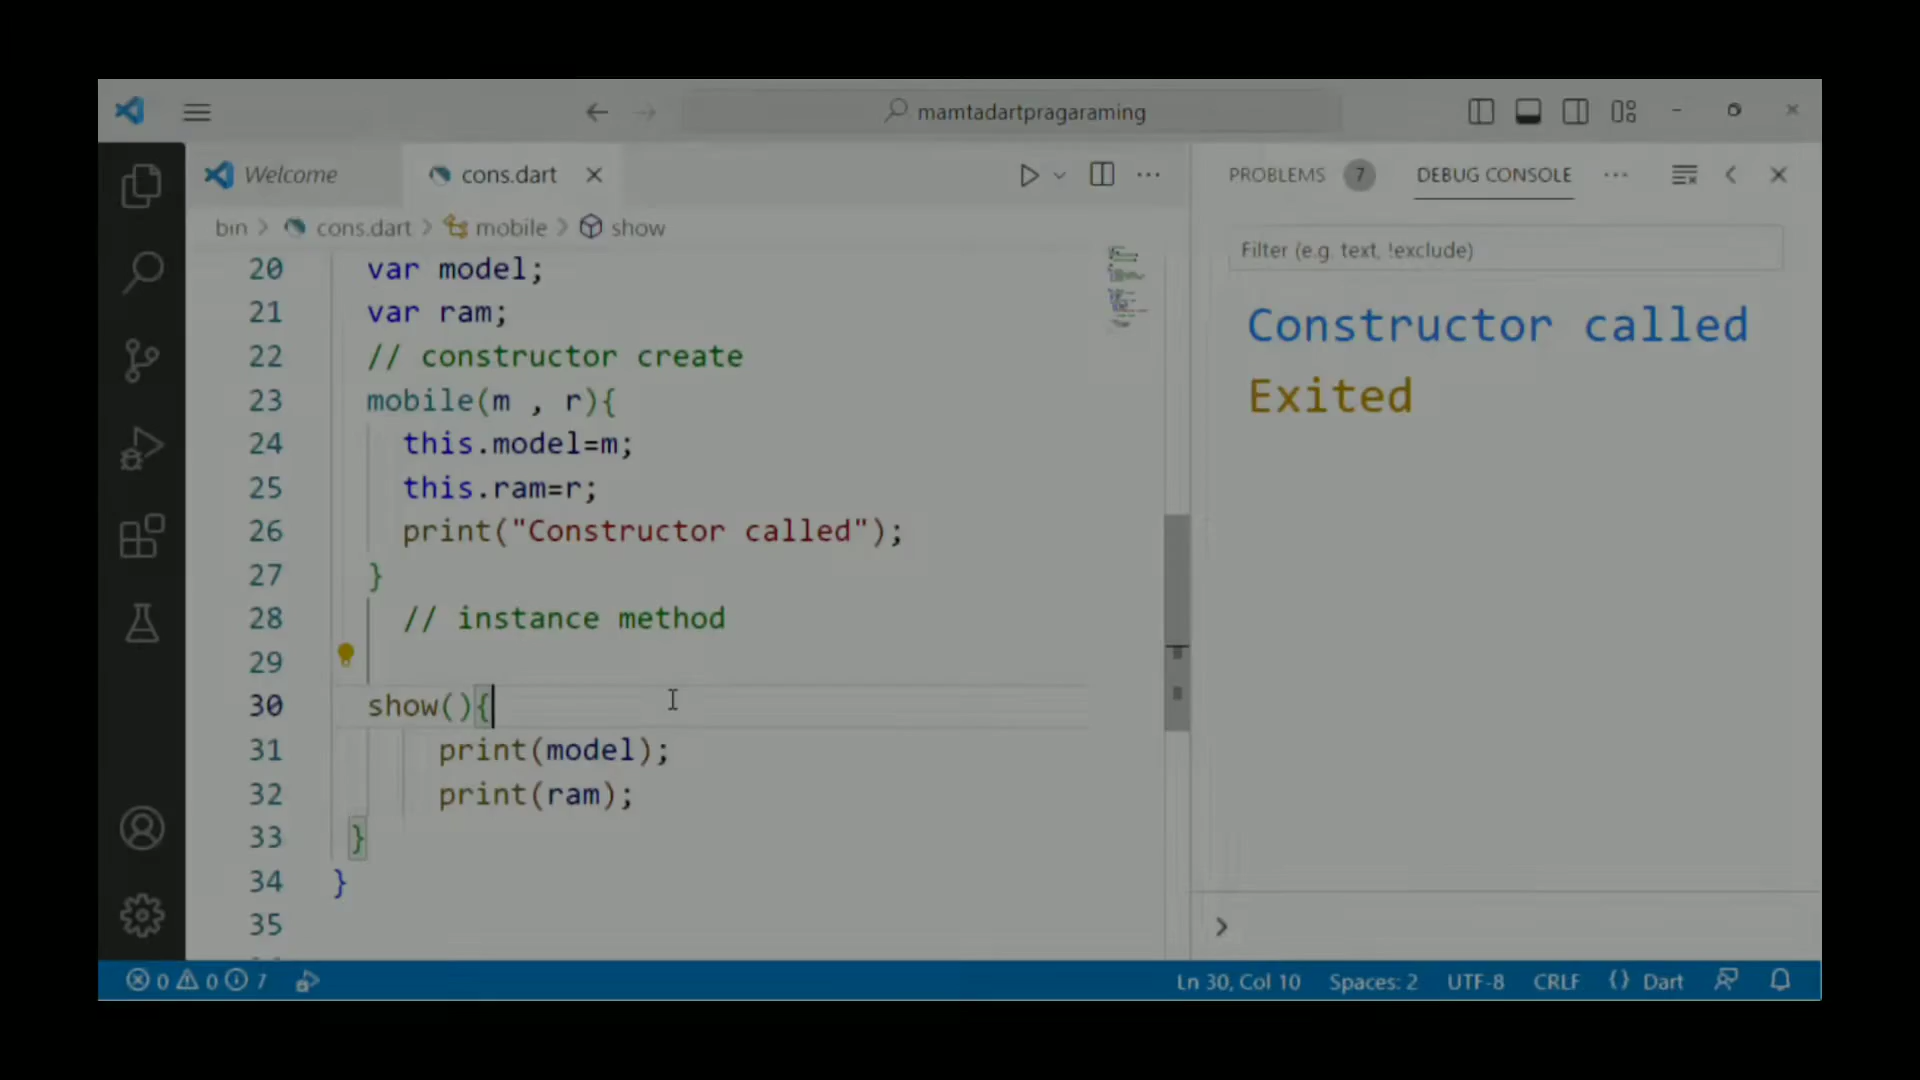 mamtadartpragaraming
Welcome
cons.dart
PROBLEMS 7 DEBUG CONSOLE
bin > cons.dart > mobile > show
Filter (e.g. text, !exclude)
20 var model;
21 var ram;
22 // constructor create
23 mobile(m , r){
24 this.model=m;
25 this.ram=r;
26 print("Constructor called");
27 }
28 // instance method
29
30 show(){
31 print(model);
32 print(ram);
33 }
34 }
35
Constructor called
Exited
0 0 7
Ln 30, Col 10 Spaces: 2 UTF-8 CRLF {} Dart